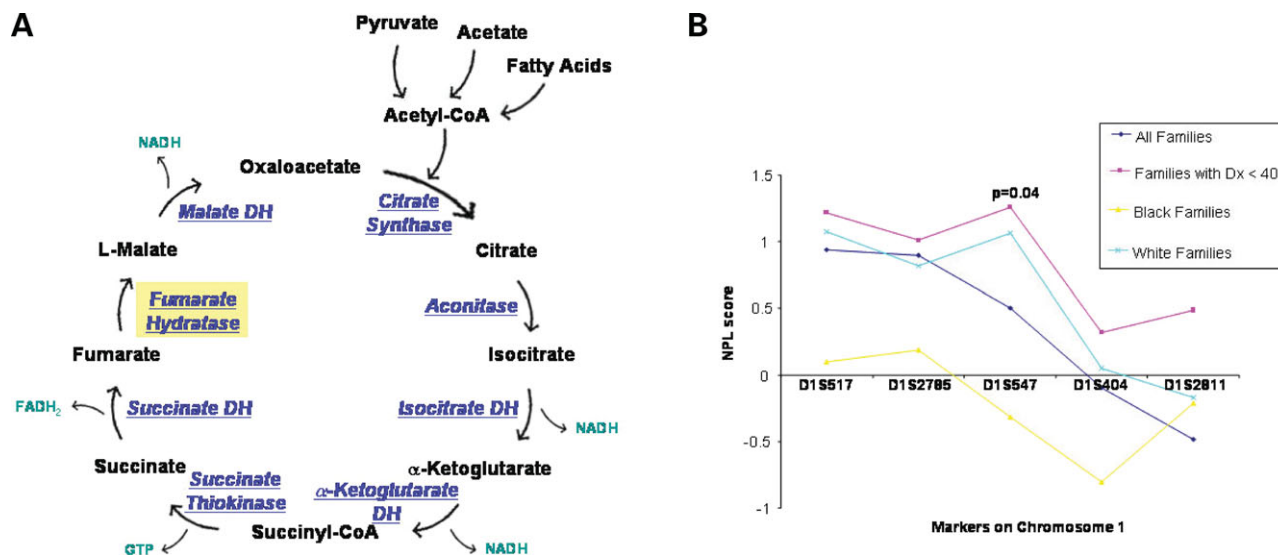 A
Pyruvate
Acetate
Fatty Acids
Acetyl-CoA
NADH
Oxaloacetate
Malate DH
Citrate
Synthase
L-Malate
Citrate
Fumarate
Hydratase
Aconitase
Fumarate
Isocitrate
FADH₂
Succinate DH
Isocitrate DH
NADH
Succinate
α-Ketoglutarate
Succinate
Thiokinase
α-Ketoglutarate
DH
Succinyl-CoA
GTP
NADH
B
All Families
Families with Dx < 40
Black Families
White Families
p=0.04
NPL score
1.5
1
0.5
0
-0.5
-1
D1S517
D1S2785
D1S547
D1S404
D1S2811
Markers on Chromosome 1